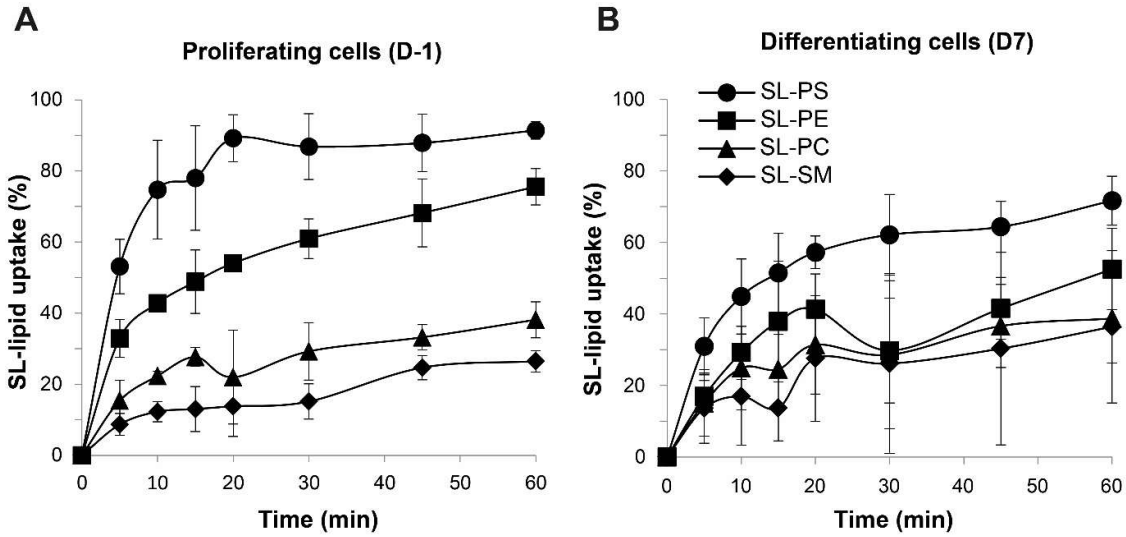 A
Proliferating cells (D-1)
SL-lipid uptake (%)
100
80
60
40
20
0
0 10 20 30 40 50 60
Time (min)
B
Differentiating cells (D7)
SL-PS
SL-PE
SL-PC
SL-SM
SL-lipid uptake (%)
100
80
60
40
20
0
0 10 20 30 40 50 60
Time (min)